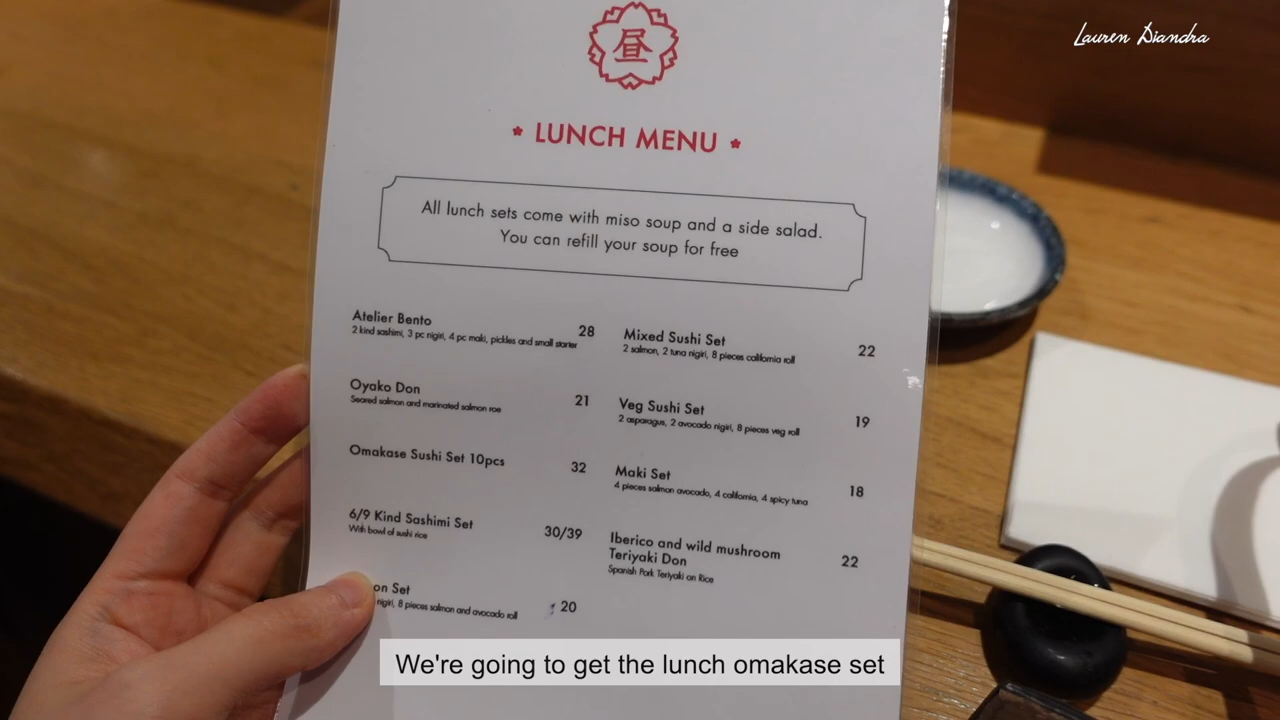 Lauren Diandra
昼
LUNCH MENU
All lunch sets come with miso soup and a side salad.
You can refill your soup for free
Atelier Bento 28
2 kind sashimi, 3 pc nigiri, 4 pc maki, pickles and small starter
Oyako Don 21
Seared salmon and marinated salmon roe
Omakase Sushi Set 10pcs 32
6/9 Kind Sashimi Set 30/39
With bowl of sushi rice
on Set 20
nigiri, 8 pieces salmon and avocado roll
Mixed Sushi Set 22
2 salmon, 2 tuna nigiri, 8 pieces california roll
Veg Sushi Set 19
2 asparagus, 2 avocado nigiri, 8 pieces veg roll
Maki Set 18
4 pieces salmon avocado, 4 california, 4 spicy tuna
Iberico and wild mushroom
Teriyaki Don 22
Spanish Pork Teriyaki on Rice
We're going to get the lunch omakase set